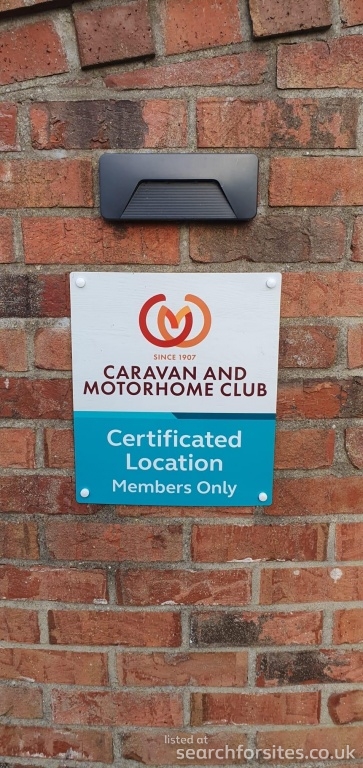 SINCE 1907
CARAVAN AND
MOTORHOME CLUB
Certificated
Location
Members Only
listed at
searchforsites.co.uk